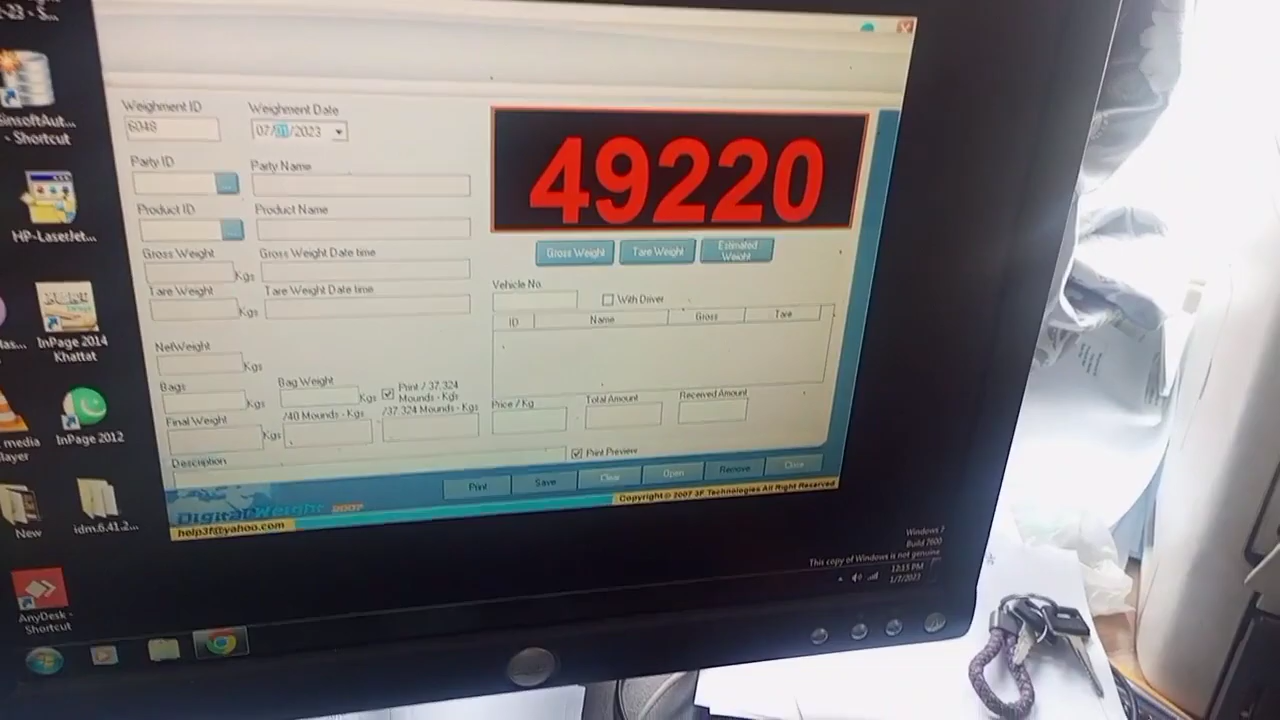 Weighment ID
Weighment Date
6048
07/01/2023
49220
Party ID
Party Name
Product ID
Product Name
Gross Weight
Tare Weight
Estimated Weight
Gross Weight
Gross Weight Date time
Kgs
Vehicle No.
With Driver
Tare Weight
Tare Weight Date time
Kgs
ID Name Gross Tare
NetWeight
Kgs
Bags
Bag Weight
Kgs
Kgs
Print / 37.324
Mounds - Kgs
Price / Kg
Total Amount
Received Amount
Final Weight
/40 Mounds - Kgs
/37.324 Mounds - Kgs
Kgs
Description
Print Preview
Print
Save
Clear
Open
Remove
Close
DigitalWeight 2007
Copyright © 2007 3F Technologies All Right Reserved
help3f@yahoo.com
- Shortcut
HP-LaserJet...
InPage 2014
Khattat
InPage 2012
media
New
idm.6.41.2...
AnyDesk -
Shortcut
Windows 7
Build 7600
This copy of Windows is not genuine
12:15 PM
1/7/2023